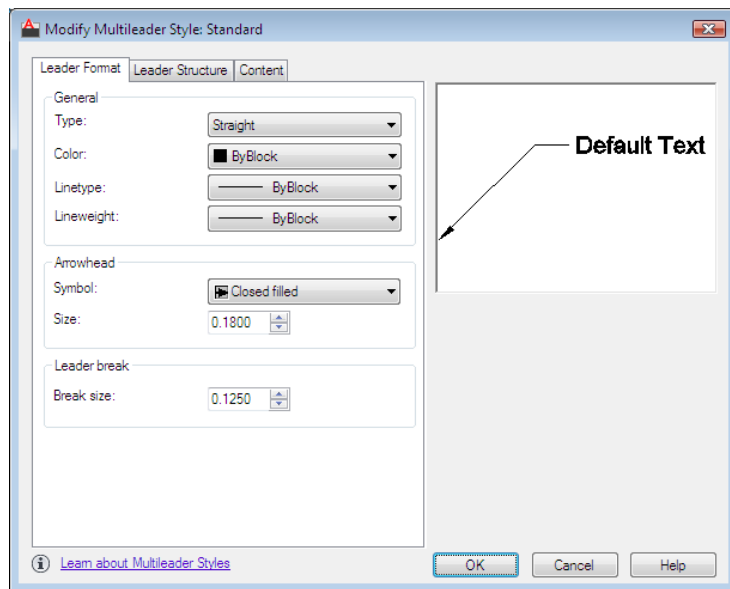 Modify Multileader Style: Standard
Leader Format Leader Structure Content
General
Type: Straight
Color: ByBlock
Linetype: ByBlock
Lineweight: ByBlock
Arrowhead
Symbol: Closed filled
Size: 0.1800
Leader break
Break size: 0.1250
Default Text
Learn about Multileader Styles
OK Cancel Help